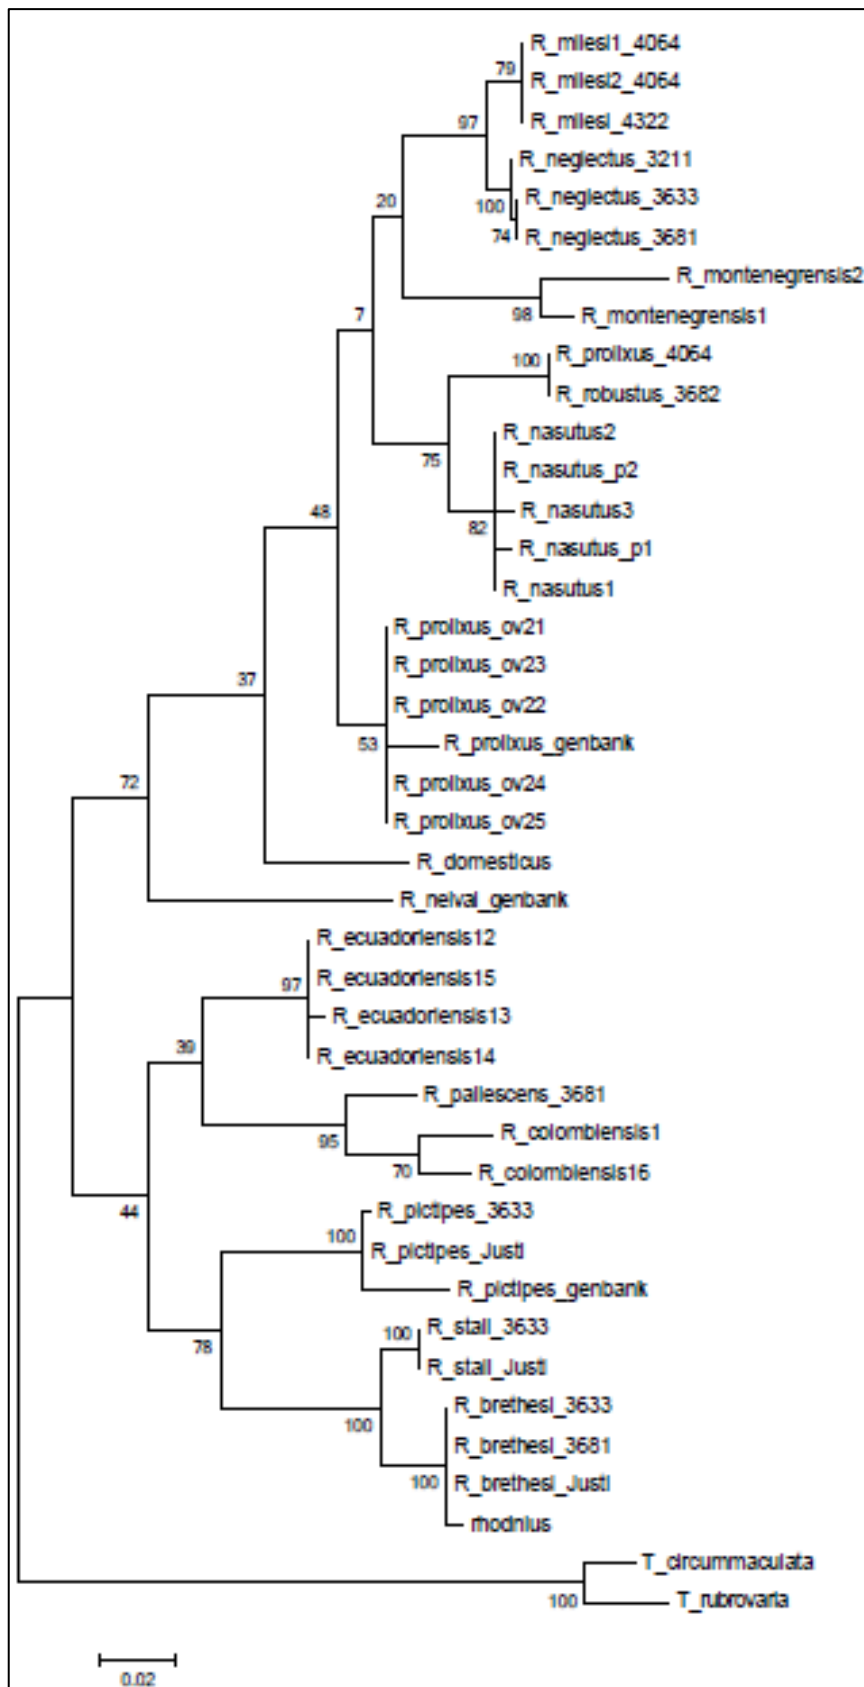 R_milesi1_4064
79
R_milesi2_4064
97
R_milesi_4322
R_neglectus_3211
20
100
R_neglectus_3633
74
R_neglectus_3681
R_montenegrensis2
7
98
R_montenegrensis1
100
R_prolixus_4064
R_robustus_3682
R_nasutus2
75
R_nasutus_p2
48
R_nasutus3
82
R_nasutus_p1
R_nasutus1
R_prolixus_ov21
R_prolixus_ov23
37
R_prolixus_ov22
53
R_prolixus_genbank
72
R_prolixus_ov24
R_prolixus_ov25
R_domesticus
R_neivai_genbank
R_ecuadoriensis12
97
R_ecuadoriensis15
R_ecuadoriensis13
39
R_ecuadoriensis14
R_pallescens_3681
95
R_colombiensis1
70
R_colombiensis16
44
R_pictipes_3633
100
R_pictipes_Justi
R_pictipes_genbank
78
100
R_stali_3633
R_stali_Justi
100
R_brethesi_3633
R_brethesi_3681
100
R_brethesi_Justi
rhodnius
T_circummaculata
100
T_rubrovaria
0.02